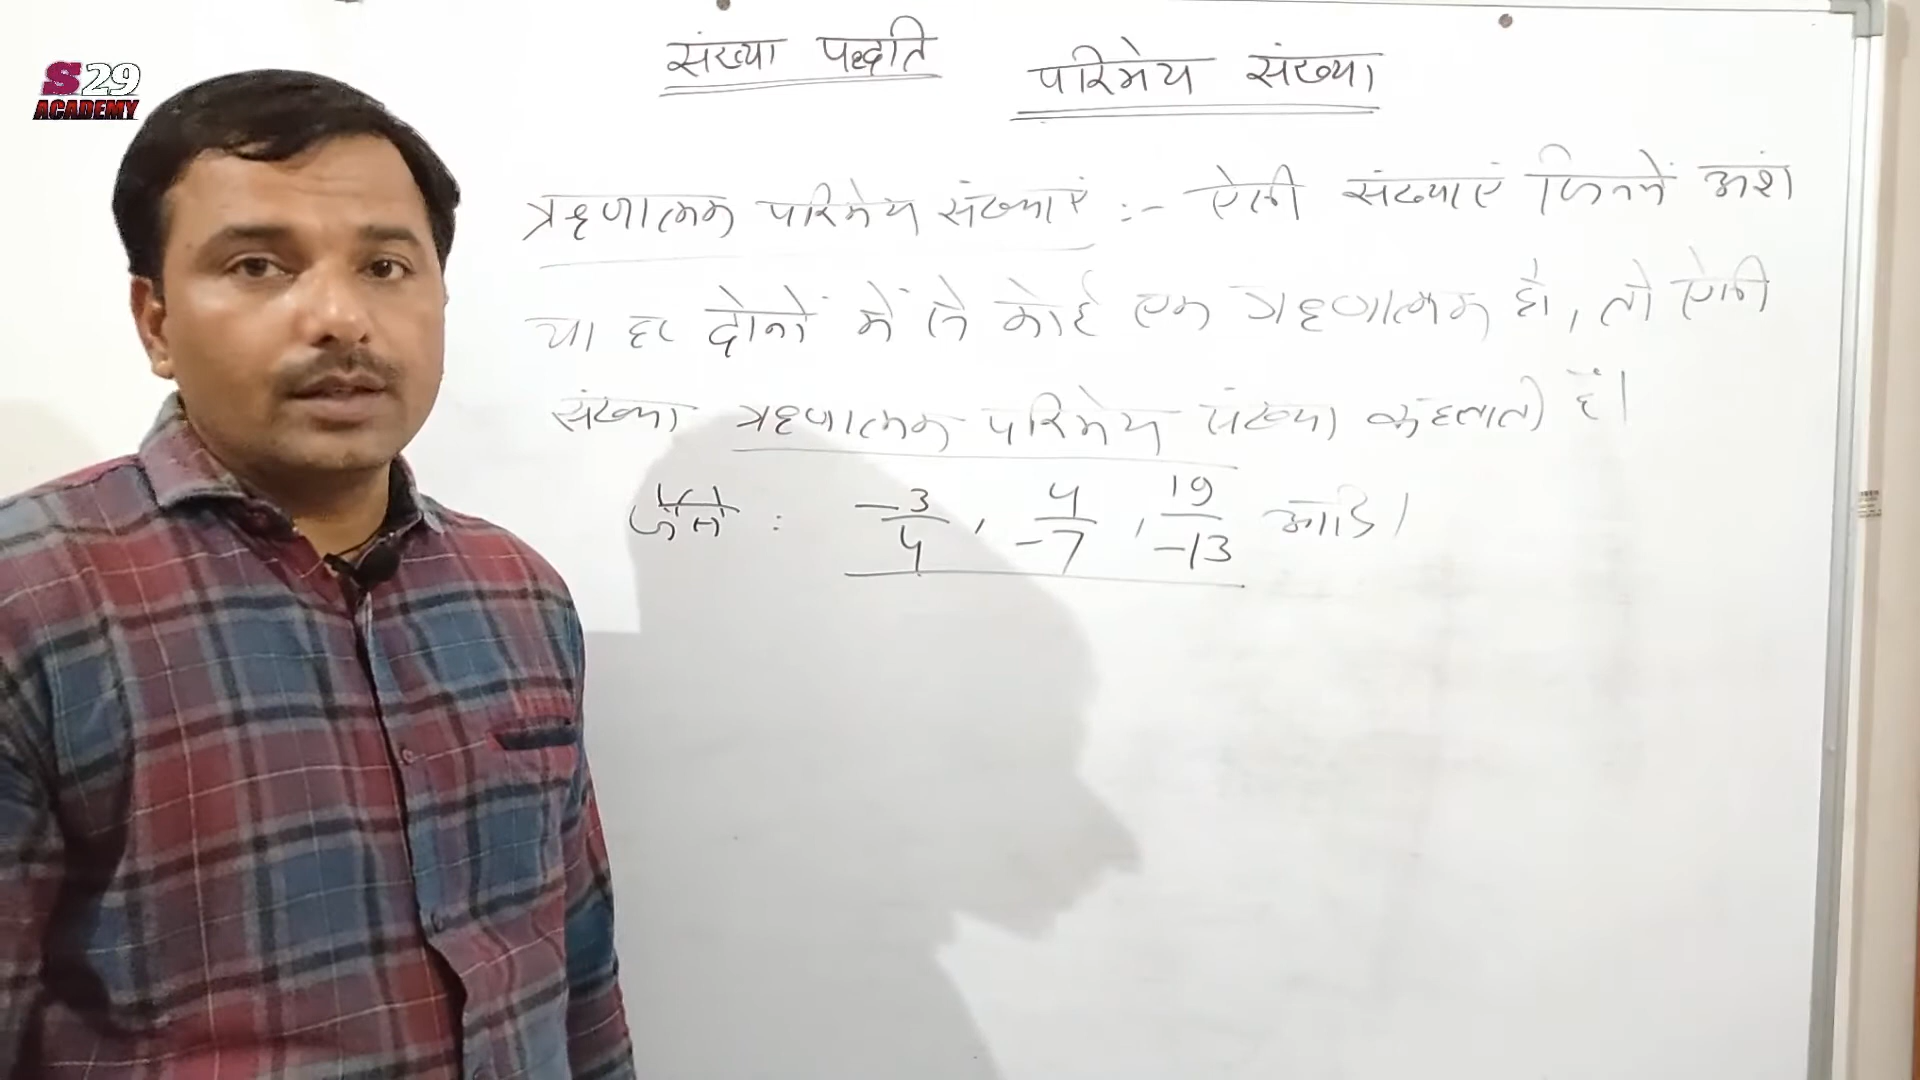 S29
ACADEMY
संख्या पद्धति
परिमेय संख्या
ऋणात्मक परिमेय संख्याएं :- ऐसी संख्याएं जिनमें अंश
या हर दोनों में से कोई एक ऋणात्मक हो, तो ऐसी
संख्या ऋणात्मक परिमेय संख्या कहलाती है।
जैसे : -3/4 , 4/-7 , 19/-13 आदि।